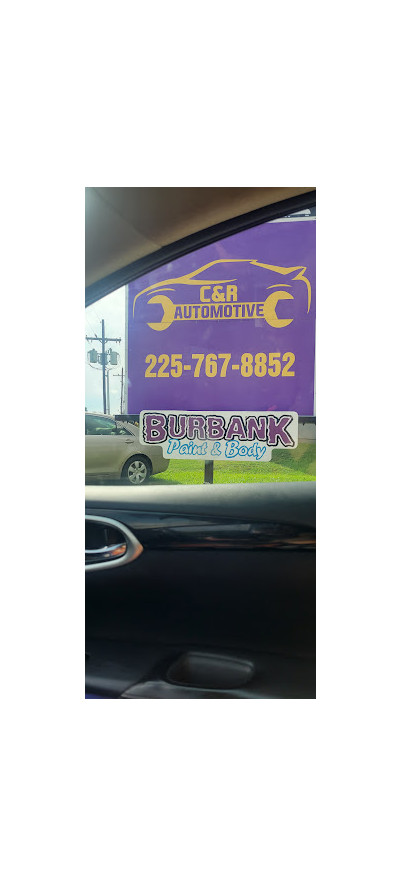 C&R
AUTOMOTIVE
225-767-8852
BURBANK
Paint & Body